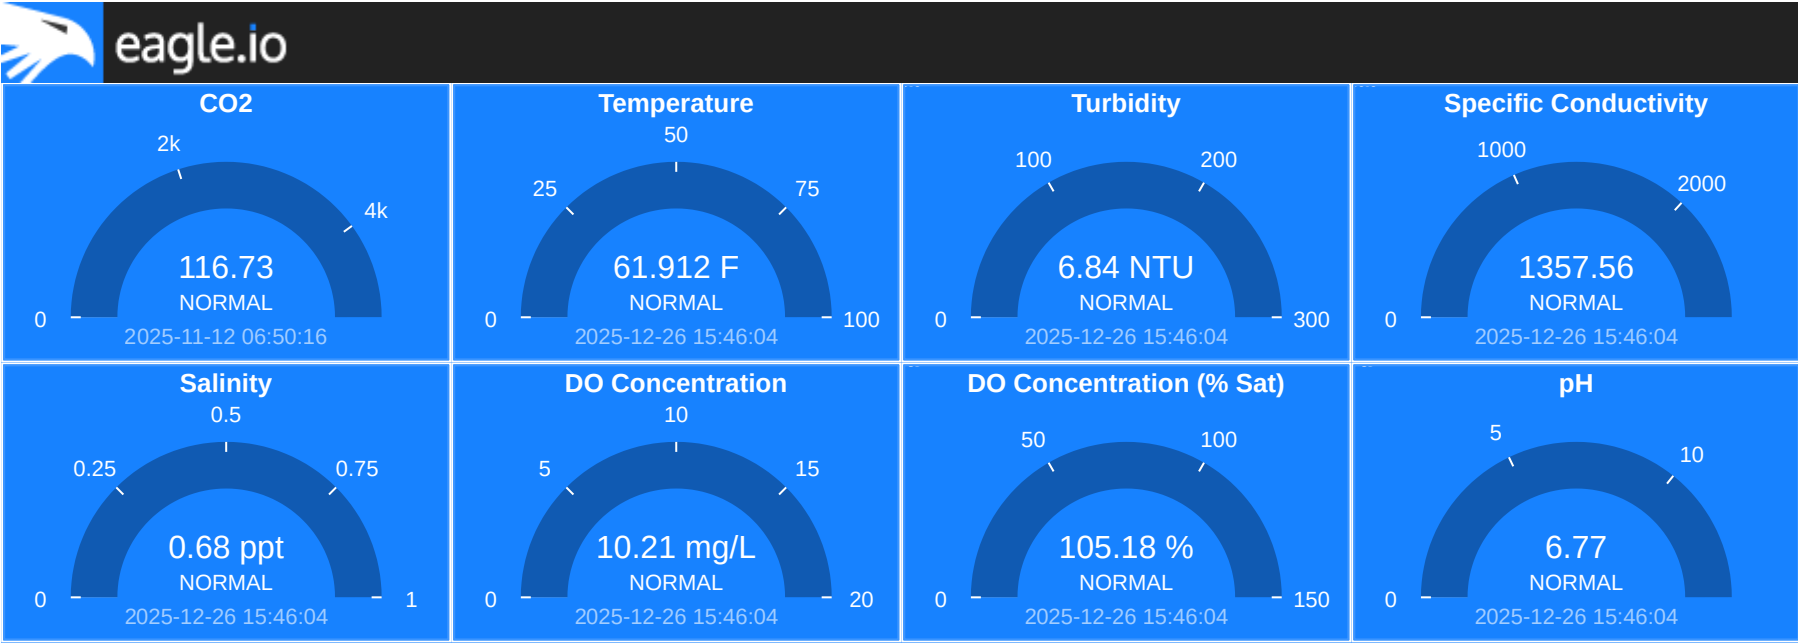 eagle.io
CO2
2k
4k
116.73
NORMAL
0
2025-11-12 06:50:16
Temperature
50
25
75
61.912 F
NORMAL
0
100
2025-12-26 15:46:04
Turbidity
100
200
6.84 NTU
NORMAL
0
300
2025-12-26 15:46:04
Specific Conductivity
1000
2000
1357.56
NORMAL
0
2025-12-26 15:46:04
Salinity
0.5
0.25
0.75
0.68 ppt
NORMAL
0
1
2025-12-26 15:46:04
DO Concentration
10
5
15
10.21 mg/L
NORMAL
0
20
2025-12-26 15:46:04
DO Concentration (% Sat)
50
100
105.18 %
NORMAL
0
150
2025-12-26 15:46:04
pH
5
10
6.77
NORMAL
0
2025-12-26 15:46:04